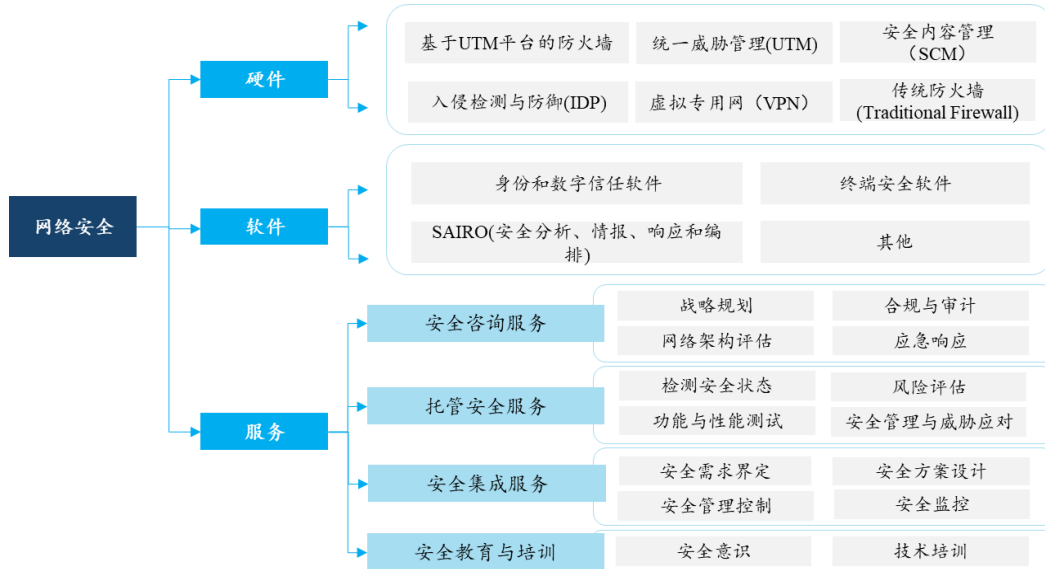 网络安全
硬件
基于UTM平台的防火墙
统一威胁管理(UTM)
安全内容管理
（SCM）
入侵检测与防御(IDP)
虚拟专用网（VPN）
传统防火墙
(Traditional Firewall)
软件
身份和数字信任软件
终端安全软件
SAIRO(安全分析、情报、响应和编
排)
其他
服务
安全咨询服务
战略规划
合规与审计
网络架构评估
应急响应
托管安全服务
检测安全状态
风险评估
功能与性能测试
安全管理与威胁应对
安全集成服务
安全需求界定
安全方案设计
安全管理控制
安全监控
安全教育与培训
安全意识
技术培训